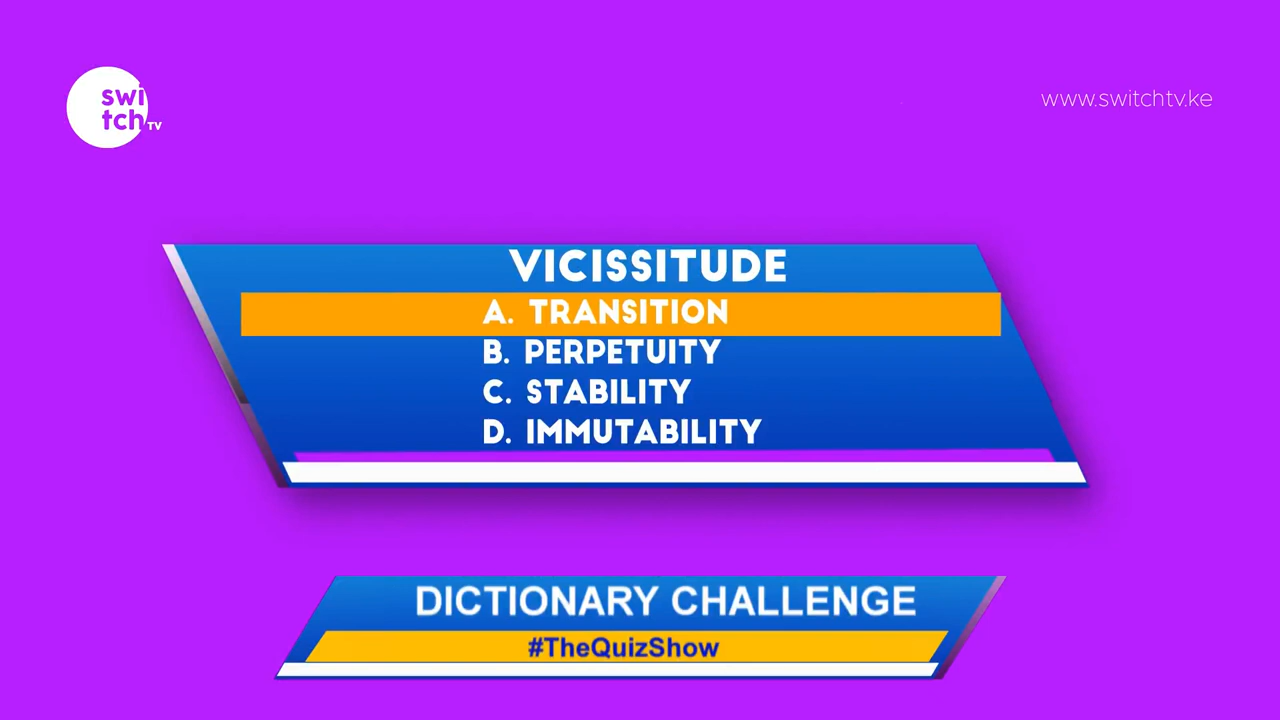 swi
tch TV
www.switchtv.ke
VICISSITUDE
A. TRANSITION
B. PERPETUITY
C. STABILITY
D. IMMUTABILITY
DICTIONARY CHALLENGE
#TheQuizShow